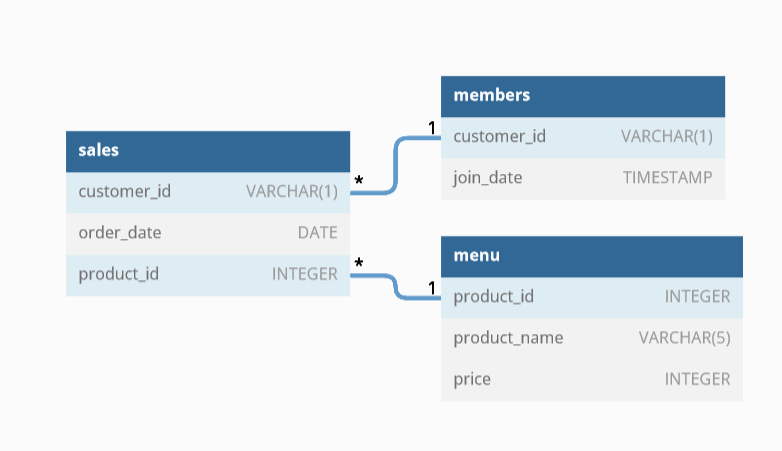 sales
customer_id VARCHAR(1)
order_date DATE
product_id INTEGER
*
*
1
1
members
customer_id VARCHAR(1)
join_date TIMESTAMP
menu
product_id INTEGER
product_name VARCHAR(5)
price INTEGER